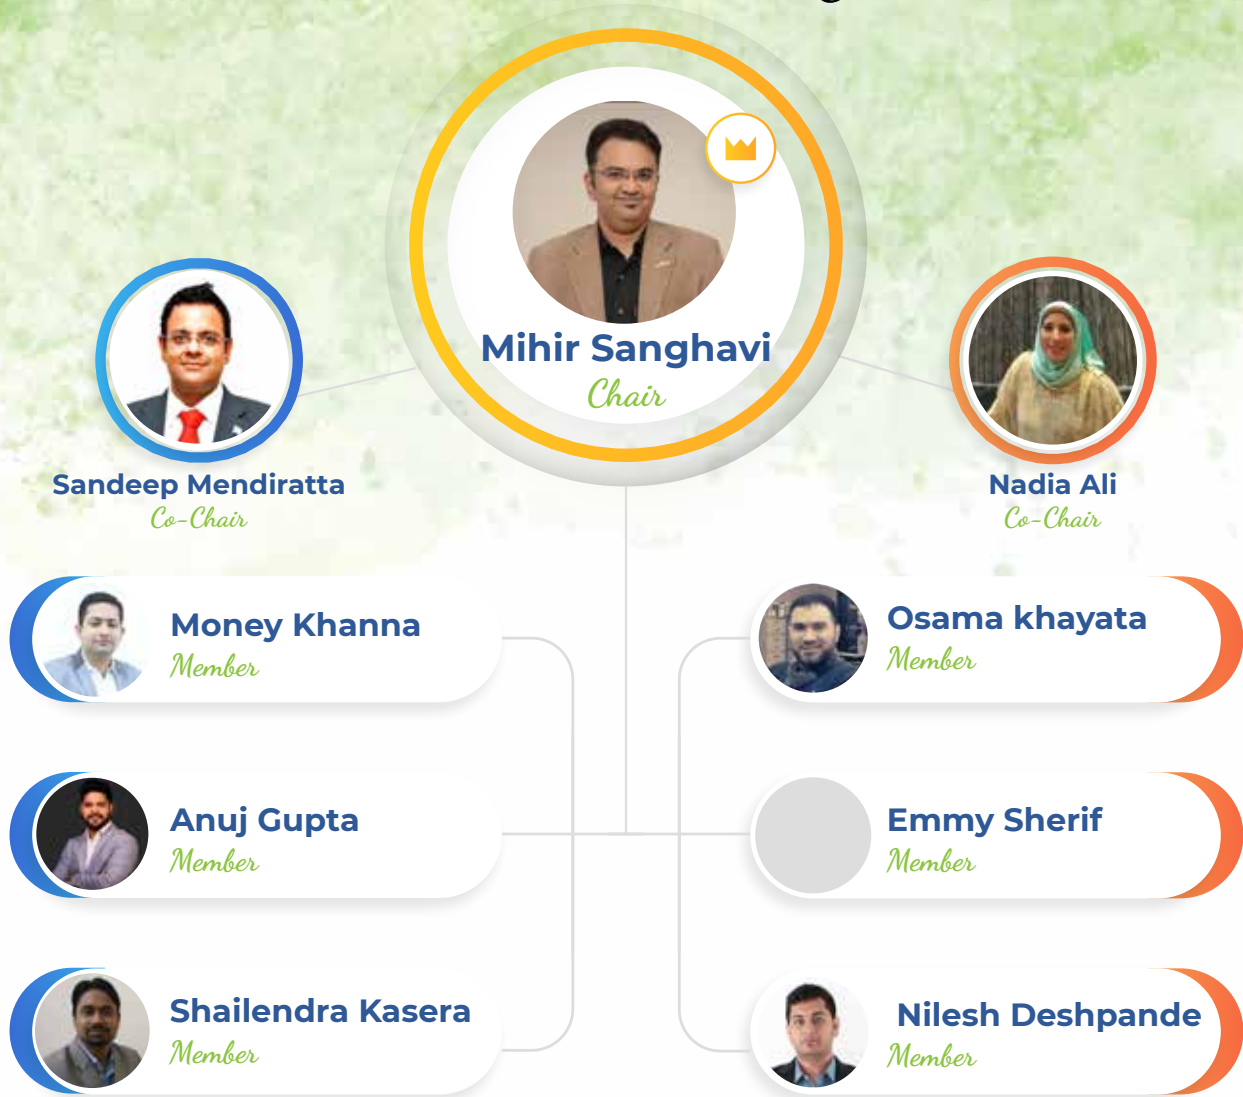 Mihir Sanghavi
Chair
Sandeep Mendiratta
Co-Chair
Nadia Ali
Co-Chair
Money Khanna
Member
Osama khayata
Member
Anuj Gupta
Member
Emmy Sherif
Member
Shailendra Kasera
Member
Nilesh Deshpande
Member